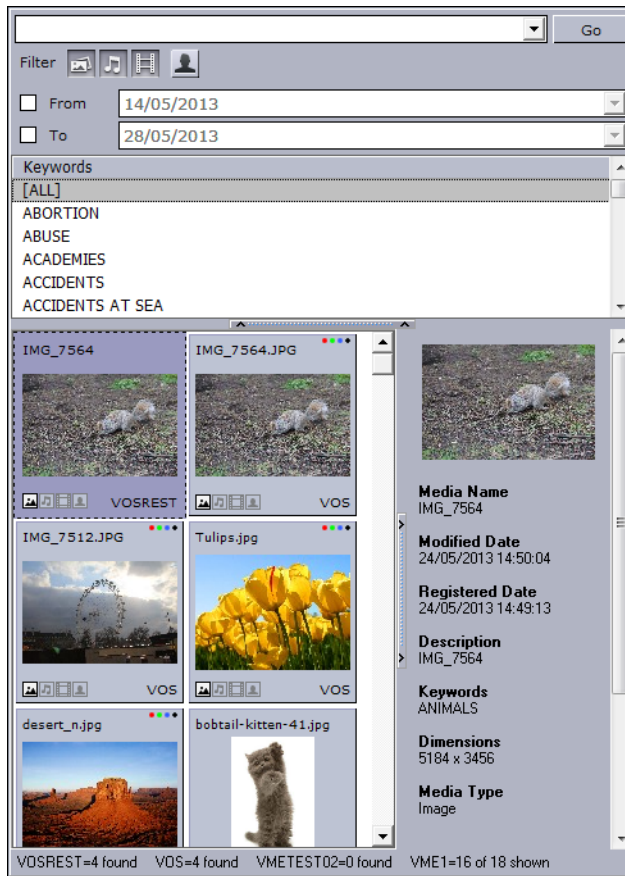 Go
Filter
From 14/05/2013
To 28/05/2013
Keywords
[ALL]
ABORTION
ABUSE
ACADEMIES
ACCIDENTS
ACCIDENTS AT SEA
IMG_7564
VOSREST
IMG_7564.JPG
VOS
IMG_7512.JPG
VOS
Tulips.jpg
VOS
desert_n.jpg
bobtail-kitten-41.jpg
Media Name
IMG_7564
Modified Date
24/05/2013 14:50:04
Registered Date
24/05/2013 14:49:13
Description
IMG_7564
Keywords
ANIMALS
Dimensions
5184 x 3456
Media Type
Image
VOSREST=4 found VOS=4 found VMETEST02=0 found VME1=16 of 18 shown